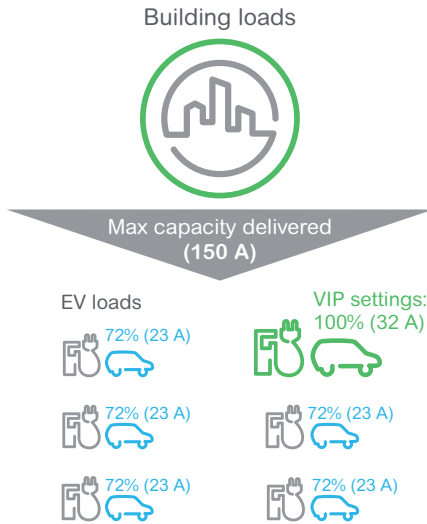 Building loads
Max capacity delivered
(150 A)
EV loads
VIP settings:
100% (32 A)
72% (23 A)
72% (23 A)
72% (23 A)
72% (23 A)
72% (23 A)